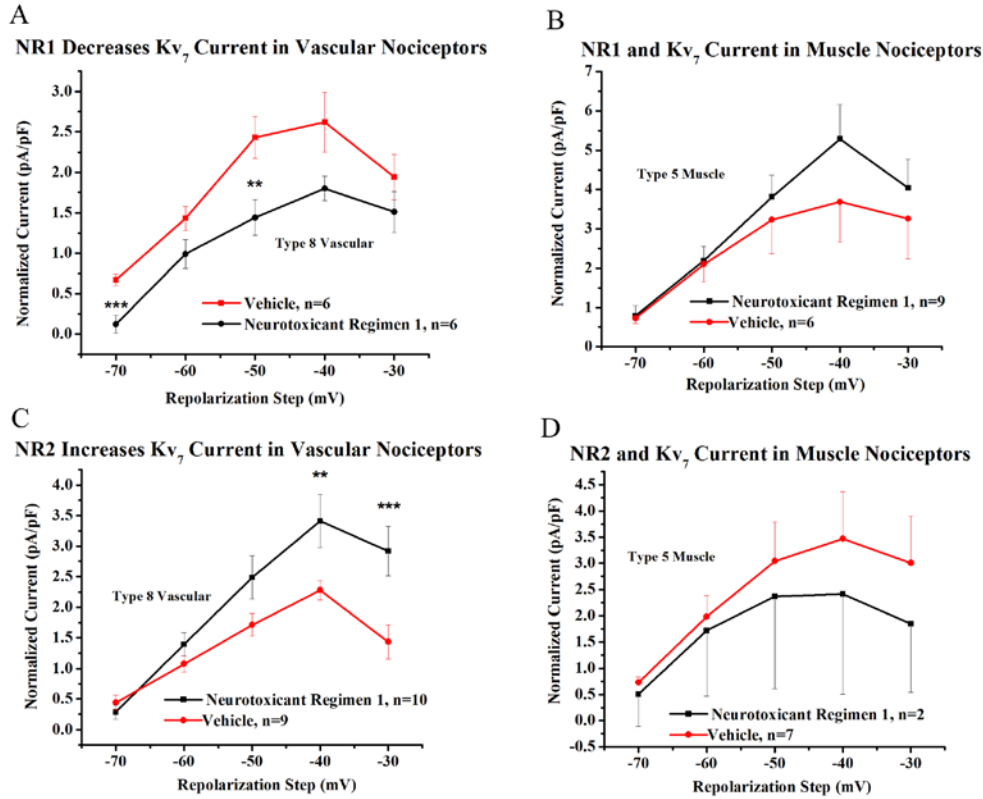 A
NR1 Decreases Kv7 Current in Vascular Nociceptors
Normalized Current (pA/pF)
3.0
2.5
2.0
1.5
1.0
0.5
0.0
***
**
Type 8 Vascular
Vehicle, n=6
Neurotoxicant Regimen 1, n=6
-70 -60 -50 -40 -30
Repolarization Step (mV)
B
NR1 and Kv7 Current in Muscle Nociceptors
Normalized Current (pA/pF)
7
6
5
4
3
2
1
0
Type 5 Muscle
Neurotoxicant Regimen 1, n=9
Vehicle, n=6
-70 -60 -50 -40 -30
Repolarization Step (mV)
C
NR2 Increases Kv7 Current in Vascular Nociceptors
Normalized Current (pA/pF)
4.0
3.5
3.0
2.5
2.0
1.5
1.0
0.5
0.0
**
***
Type 8 Vascular
Neurotoxicant Regimen 1, n=10
Vehicle, n=9
-70 -60 -50 -40 -30
Repolarization Step (mV)
D
NR2 and Kv7 Current in Muscle Nociceptors
Normalized Current (pA/pF)
4.5
4.0
3.5
3.0
2.5
2.0
1.5
1.0
0.5
0.0
-0.5
Type 5 Muscle
Neurotoxicant Regimen 1, n=2
Vehicle, n=7
-70 -60 -50 -40 -30
Repolarization Step (mV)